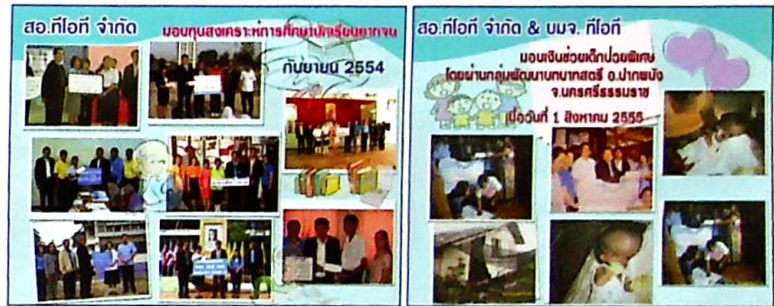 สอ.ทีโอที จำกัด
มอบทุนสงเคราะห์การศึกษานักเรียนยากจน
กันยายน 2554
สอ.ทีโอที จำกัด & บมจ. ทีโอที
มอบเงินช่วยเด็กป่วยพิเศษ
โดยผ่านกลุ่มพัฒนาบทบาทสตรี อ.ปากพนัง
จ.นครศรีธรรมราช
เมื่อวันที่ 1 สิงหาคม 2555